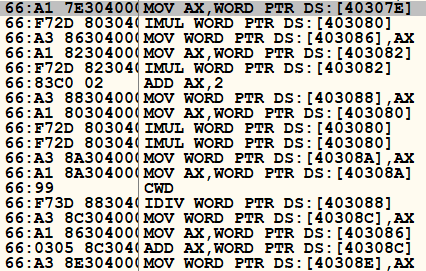 66:A1 7E304000 MOV AX,WORD PTR DS:[40307E]
66:F72D 803040 IMUL WORD PTR DS:[403080]
66:A3 86304000 MOV WORD PTR DS:[403086],AX
66:A1 82304000 MOV AX,WORD PTR DS:[403082]
66:F72D 823040 IMUL WORD PTR DS:[403082]
66:83C0 02 ADD AX,2
66:A3 88304000 MOV WORD PTR DS:[403088],AX
66:A1 80304000 MOV AX,WORD PTR DS:[403080]
66:F72D 803040 IMUL WORD PTR DS:[403080]
66:F72D 803040 IMUL WORD PTR DS:[403080]
66:A3 8A304000 MOV WORD PTR DS:[40308A],AX
66:A1 8A304000 MOV AX,WORD PTR DS:[40308A]
66:99 CWD
66:F73D 883040 IDIV WORD PTR DS:[403088]
66:A3 8C304000 MOV WORD PTR DS:[40308C],AX
66:A1 86304000 MOV AX,WORD PTR DS:[403086]
66:0305 8C3040 ADD AX,WORD PTR DS:[40308C]
66:A3 8E304000 MOV WORD PTR DS:[40308E],AX